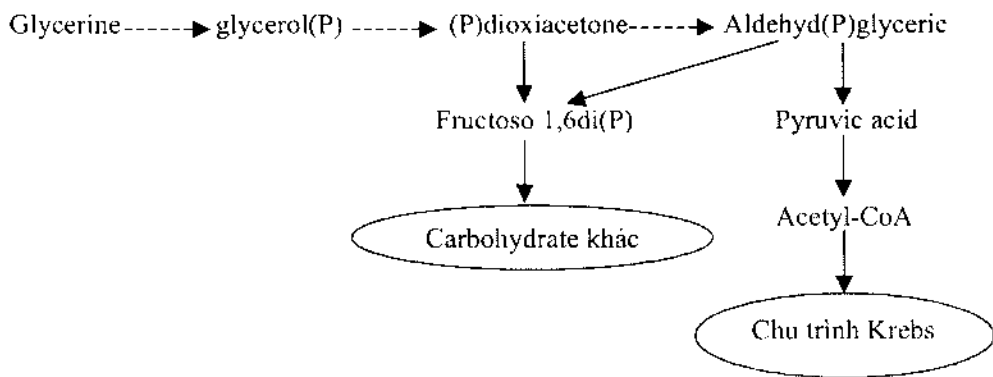 Glycerine glycerol(P) (P)dioxiacetone Aldehyd(P)glyceric
Fructoso 1,6di(P) Pyruvic acid
Acetyl-CoA
Carbohydrate khác
Chu trình Krebs